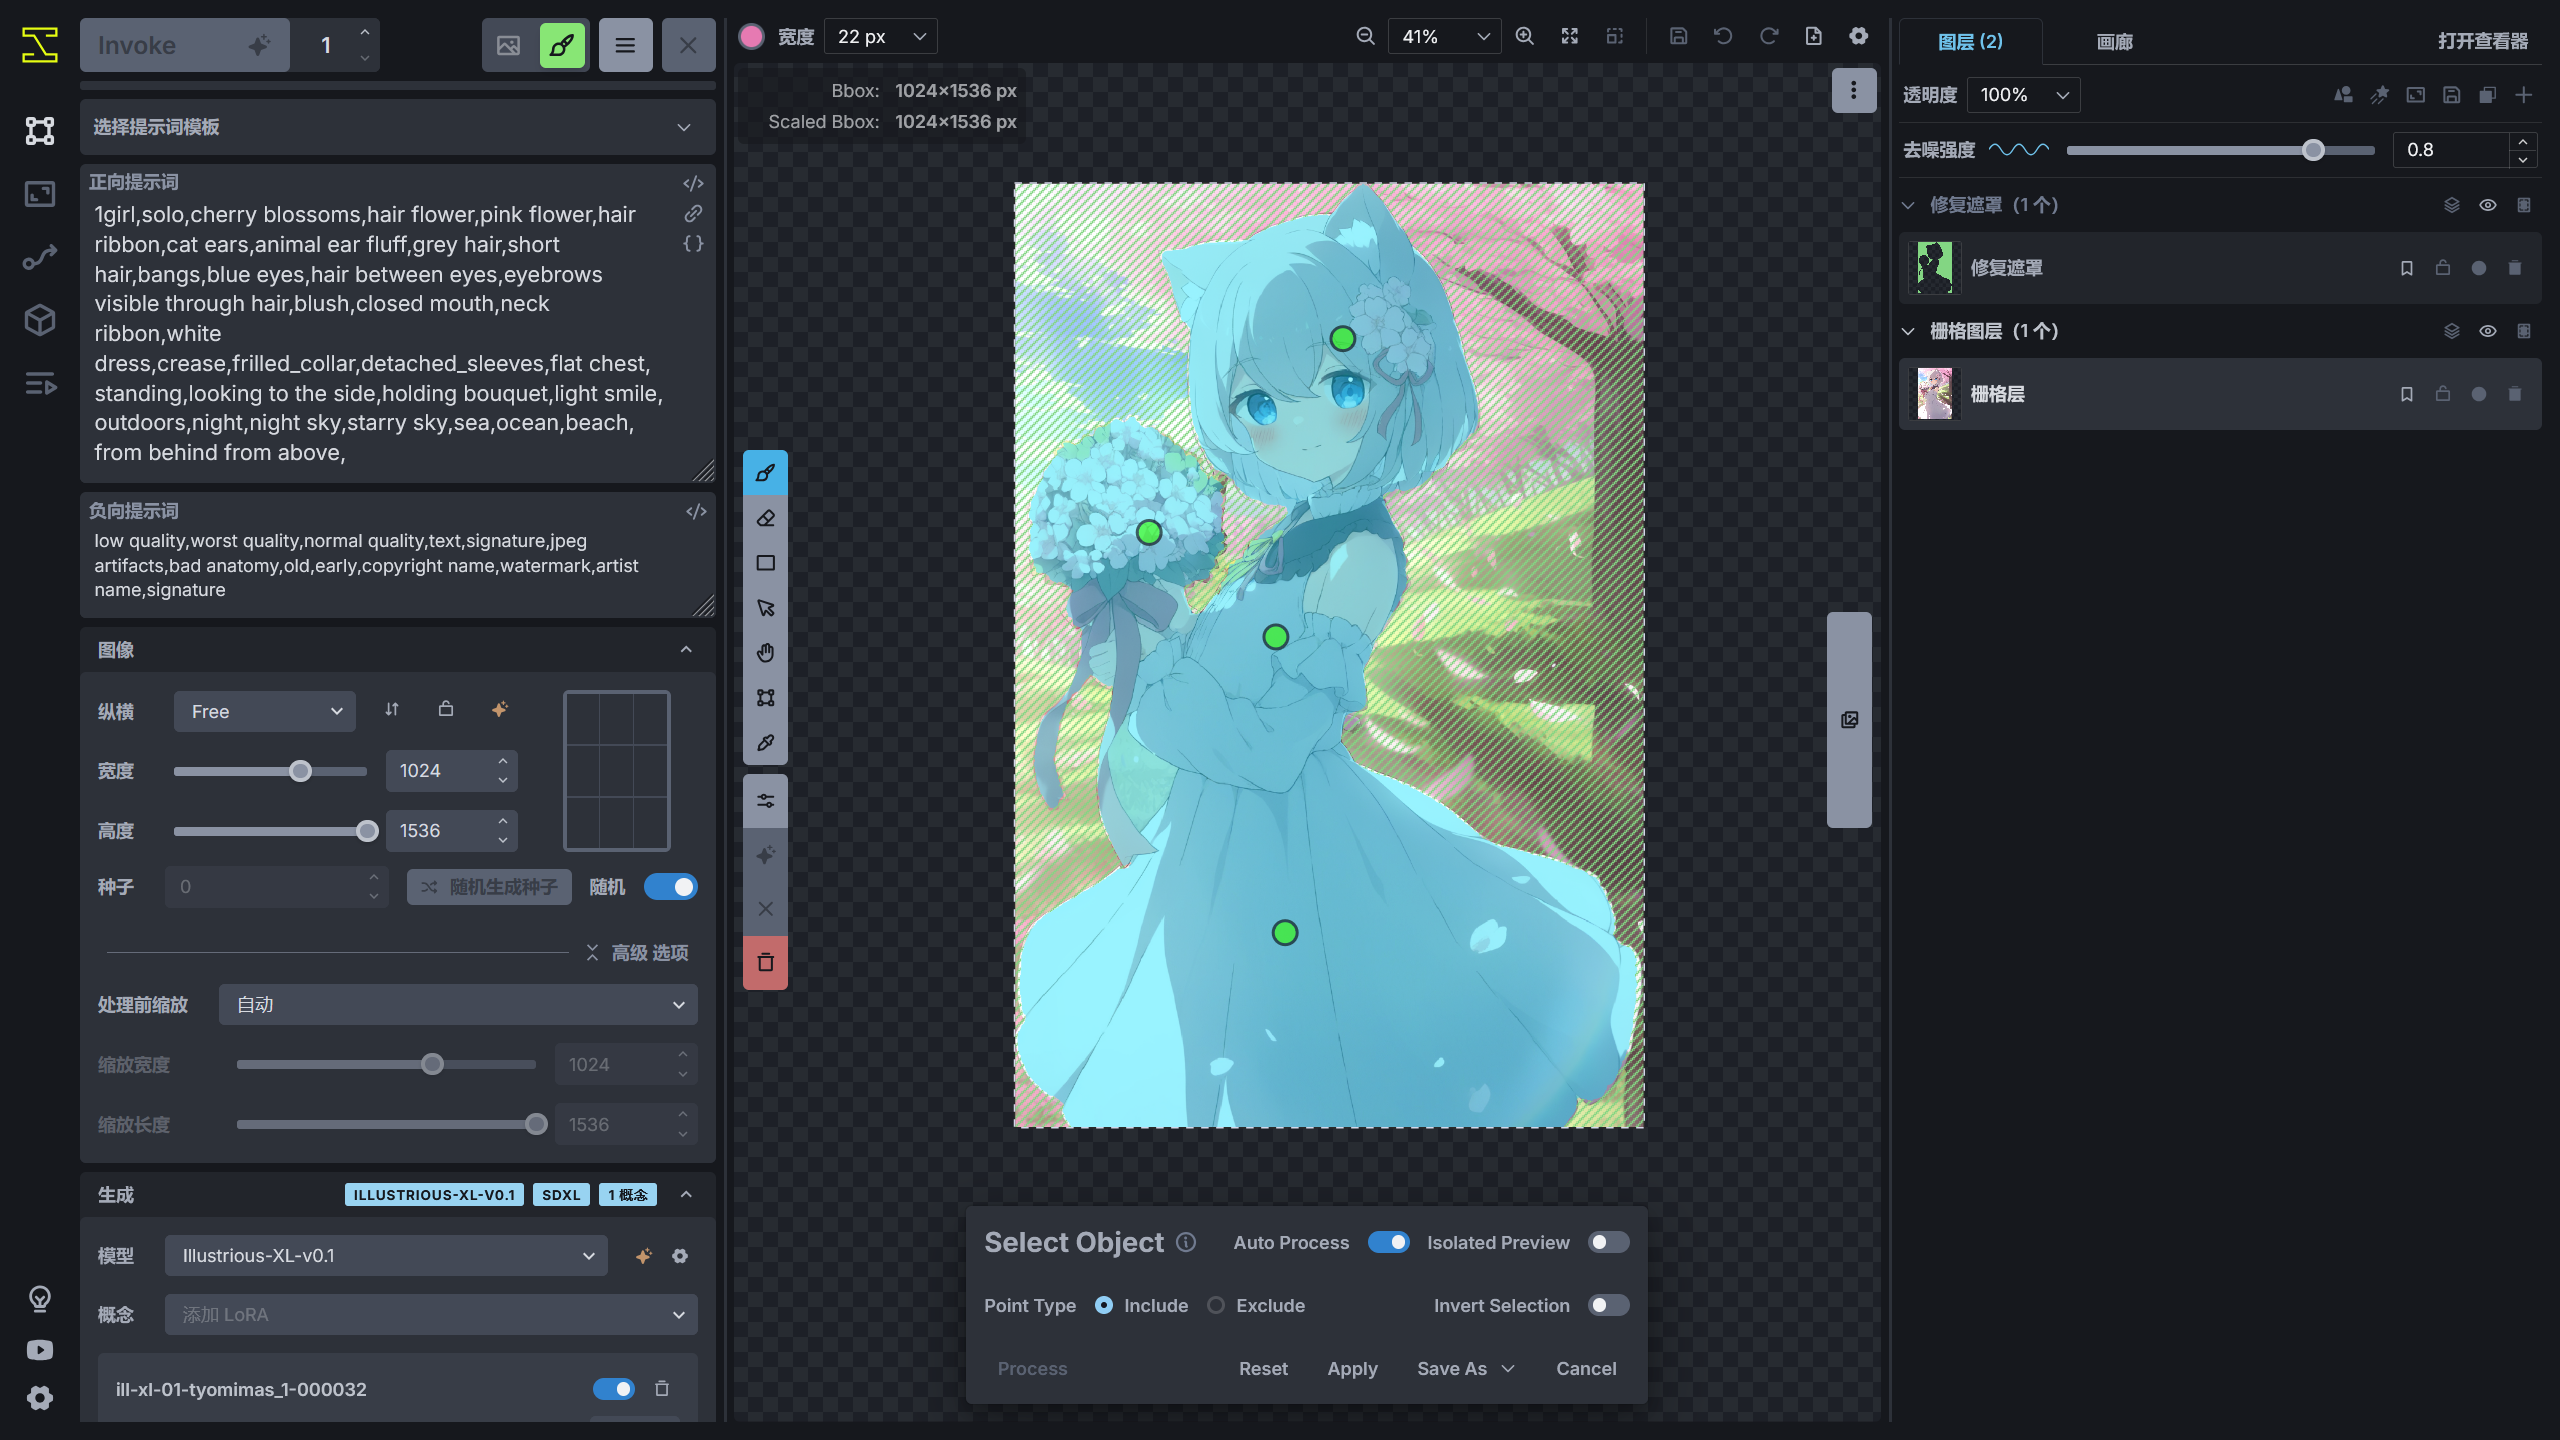 Invoke
1
选择提示词模板
正向提示词
1girl,solo,cherry blossoms,hair flower,pink flower,hair
ribbon,cat ears,animal ear fluff,grey hair,short
hair,bangs,blue eyes,hair between eyes,eyebrows
visible through hair,blush,closed mouth,neck
ribbon,white
dress,crease,frilled_collar,detached_sleeves,flat chest,
standing,looking to the side,holding bouquet,light smile,
outdoors,night,night sky,starry sky,sea,ocean,beach,
from behind from above,
负向提示词
low quality,worst quality,normal quality,text,signature,jpeg
artifacts,bad anatomy,old,early,copyright name,watermark,artist
name,signature
图像
纵横
Free
宽度
1024
高度
1536
种子
0
随机生成种子
随机
高级 选项
处理前缩放
自动
缩放宽度
1024
缩放长度
1536
生成
ILLUSTRIOUS-XL-V0.1
SDXL
1 概念
模型
Illustrious-XL-v0.1
概念
添加 LoRA
ill-xl-01-tyomimas_1-000032
宽度
22 px
41%
Bbox: 1024×1536 px
Scaled Bbox: 1024×1536 px
Select Object
Auto Process
Isolated Preview
Point Type
Include
Exclude
Invert Selection
Process
Reset
Apply
Save As
Cancel
图层 (2)
画廊
打开查看器
透明度
100%
去噪强度
0.8
修复遮罩 (1 个)
修复遮罩
栅格图层 (1 个)
栅格层